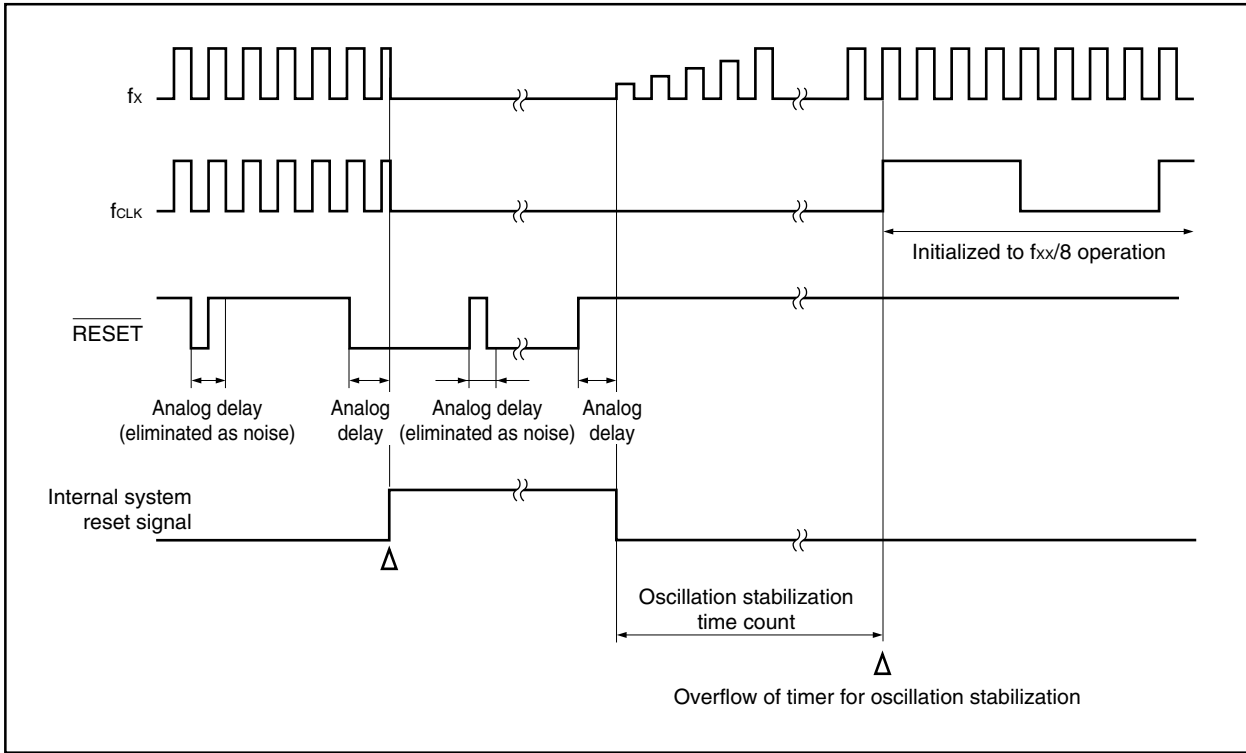 fX
fCLK
Initialized to fXX/8 operation
RESET
Analog delay
(eliminated as noise)
Analog
delay
Analog delay
(eliminated as noise)
Analog
delay
Internal system
reset signal
Oscillation stabilization
time count
Overflow of timer for oscillation stabilization